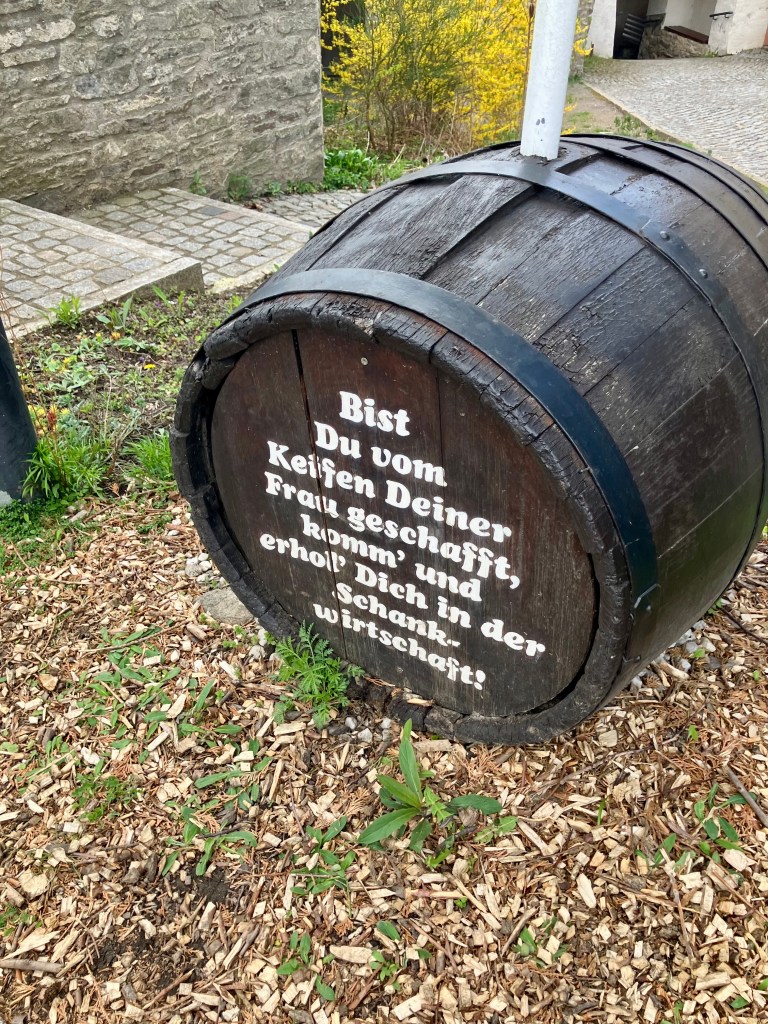 Bist
Du vom
Keifen Deiner
Frau geschafft,
komm' und
erhol' Dich in der
Schank-
wirtschaft!